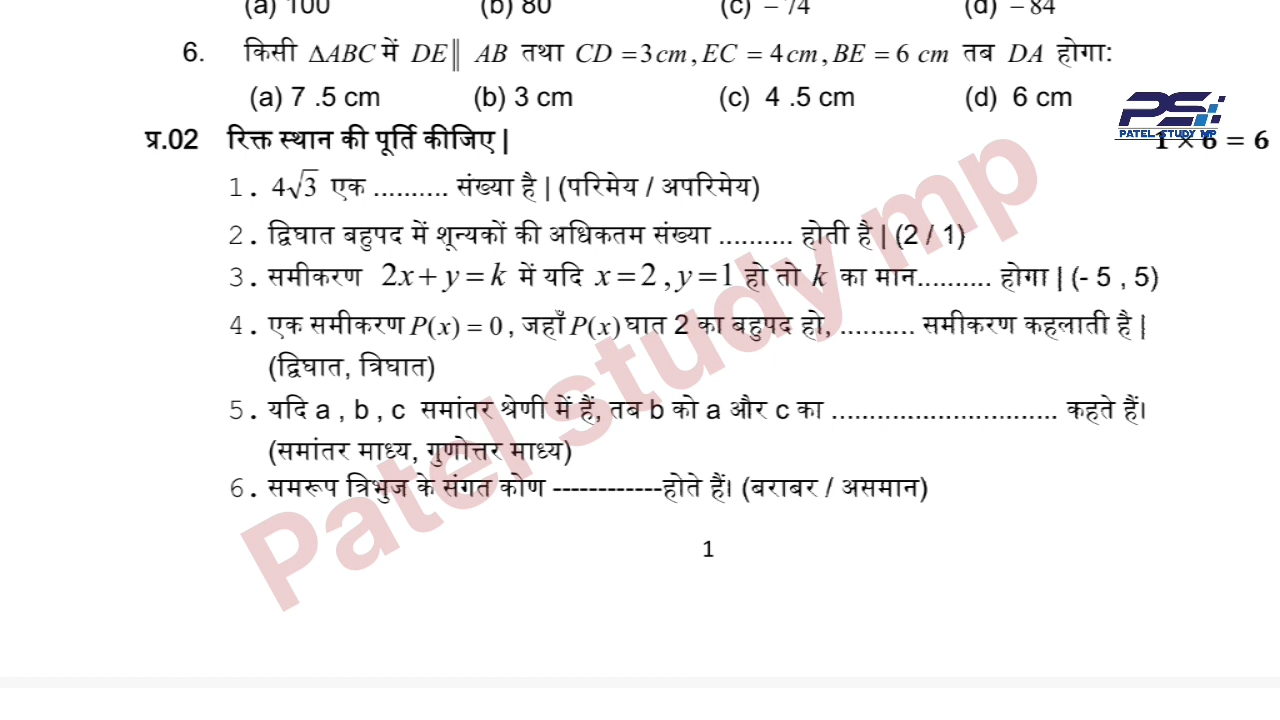 (a) 100 (b) 80 (c) – 74 (d) – 84
6. किसी ΔABC में DE∥ AB तथा CD =3cm,EC = 4cm,BE = 6 cm तब DA होगा:
(a) 7 .5 cm (b) 3 cm (c) 4 .5 cm (d) 6 cm
PS
PATEL STUDY MP
प्र.02 रिक्त स्थान की पूर्ति कीजिए | 1 × 6 = 6
1. 4√3 एक .......... संख्या है | (परिमेय / अपरिमेय)
2. द्विघात बहुपद में शून्यकों की अधिकतम संख्या .......... होती है | (2 / 1)
3. समीकरण 2x+y=k में यदि x=2,y=1 हो तो k का मान.......... होगा | (- 5 , 5)
4. एक समीकरण P(x)=0, जहाँ P(x) घात 2 का बहुपद हो, .......... समीकरण कहलाती है |
(द्विघात, त्रिघात)
5. यदि a , b , c समांतर श्रेणी में हैं, तब b को a और c का .............................. कहते हैं।
(समांतर माध्य, गुणोत्तर माध्य)
6. समरूप त्रिभुज के संगत कोण ------------होते हैं। (बराबर / असमान)
Patel study mp
1